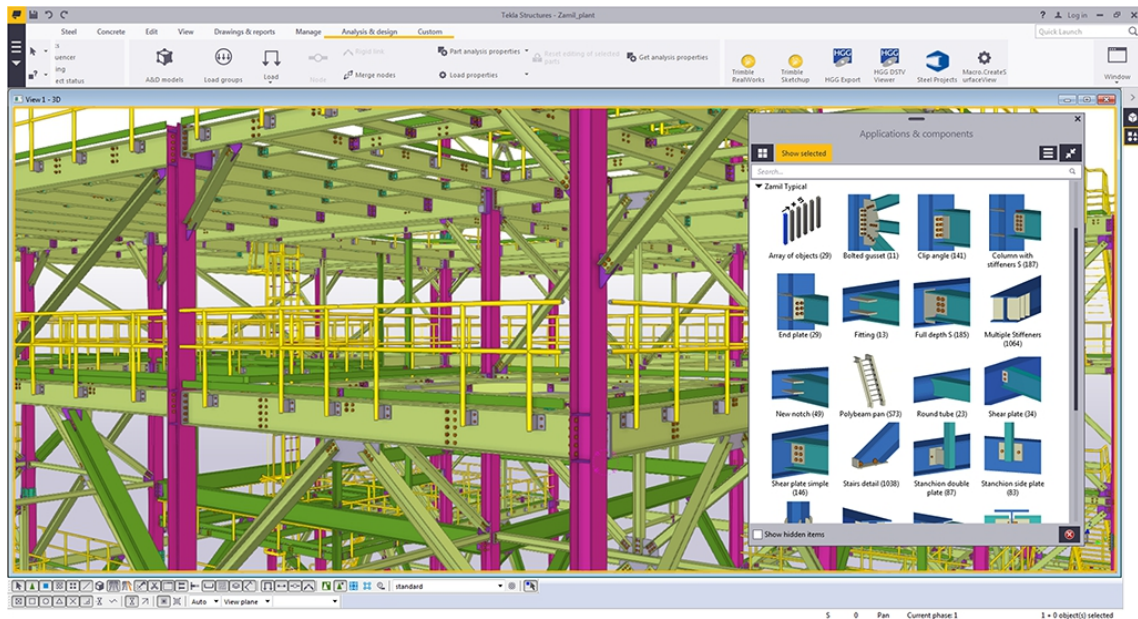 Tekla Structures - Zamil_plant
? Log in
Steel Concrete Edit View Drawings & reports Manage Analysis & design Custom
Quick Launch
uencer
ing
ect status
A&D models
Load groups
Load
Node
Rigid link
Merge nodes
Part analysis properties
Load properties
Reset editing of selected
parts
Get analysis properties
Trimble
RealWorks
Trimble
Sketchup
HGG
HGG Export
HGG
HGG DSTV
Viewer
Steel Projects
Macro.CreateS
urfaceView
Window
View 1 - 3D
Applications & components
Show selected
Search...
Zamil Typical
Array of objects (29)
Bolted gusset (11)
Clip angle (141)
Column with
stiffeners S (187)
End plate (29)
Fitting (13)
Full depth S (185)
Multiple Stiffeners
(1064)
New notch (49)
Polybeam pan (573)
Round tube (23)
Shear plate (34)
Shear plate simple
(146)
Stairs detail (1038)
Stanchion double
plate (87)
Stanchion side plate
(83)
Show hidden items
standard
Auto View plane
S 0 Pan Current phase: 1 1 + 0 object(s) selected